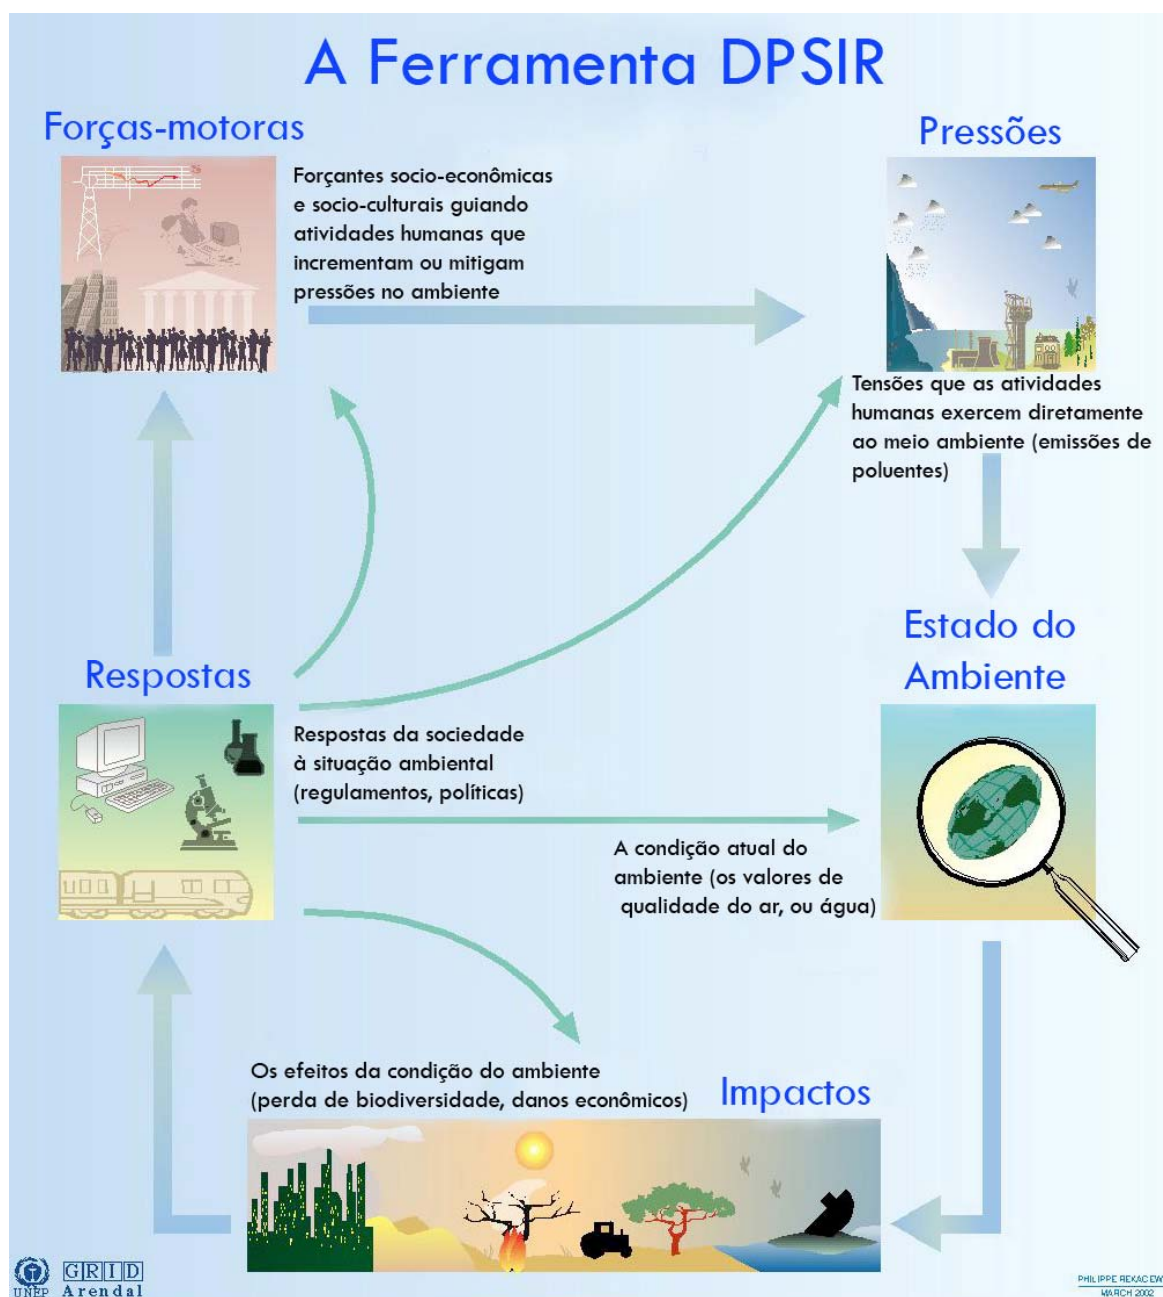 A Ferramenta DPSIR
Forças-motoras
Forçantes socio-econômicas
e socio-culturais guiando
atividades humanas que
incrementam ou mitigam
pressões no ambiente
Pressões
Tensões que as atividades
humanas exercem diretamente
ao meio ambiente (emissões de
poluentes)
Estado do
Ambiente
A condição atual do
ambiente (os valores de
qualidade do ar, ou água)
Respostas
Respostas da sociedade
à situação ambiental
(regulamentos, políticas)
Os efeitos da condição do ambiente
(perda de biodiversidade, danos econômicos)
Impactos
UNEP
GRID
Arendal
PHILIPPE REKACEW
MARCH 2002